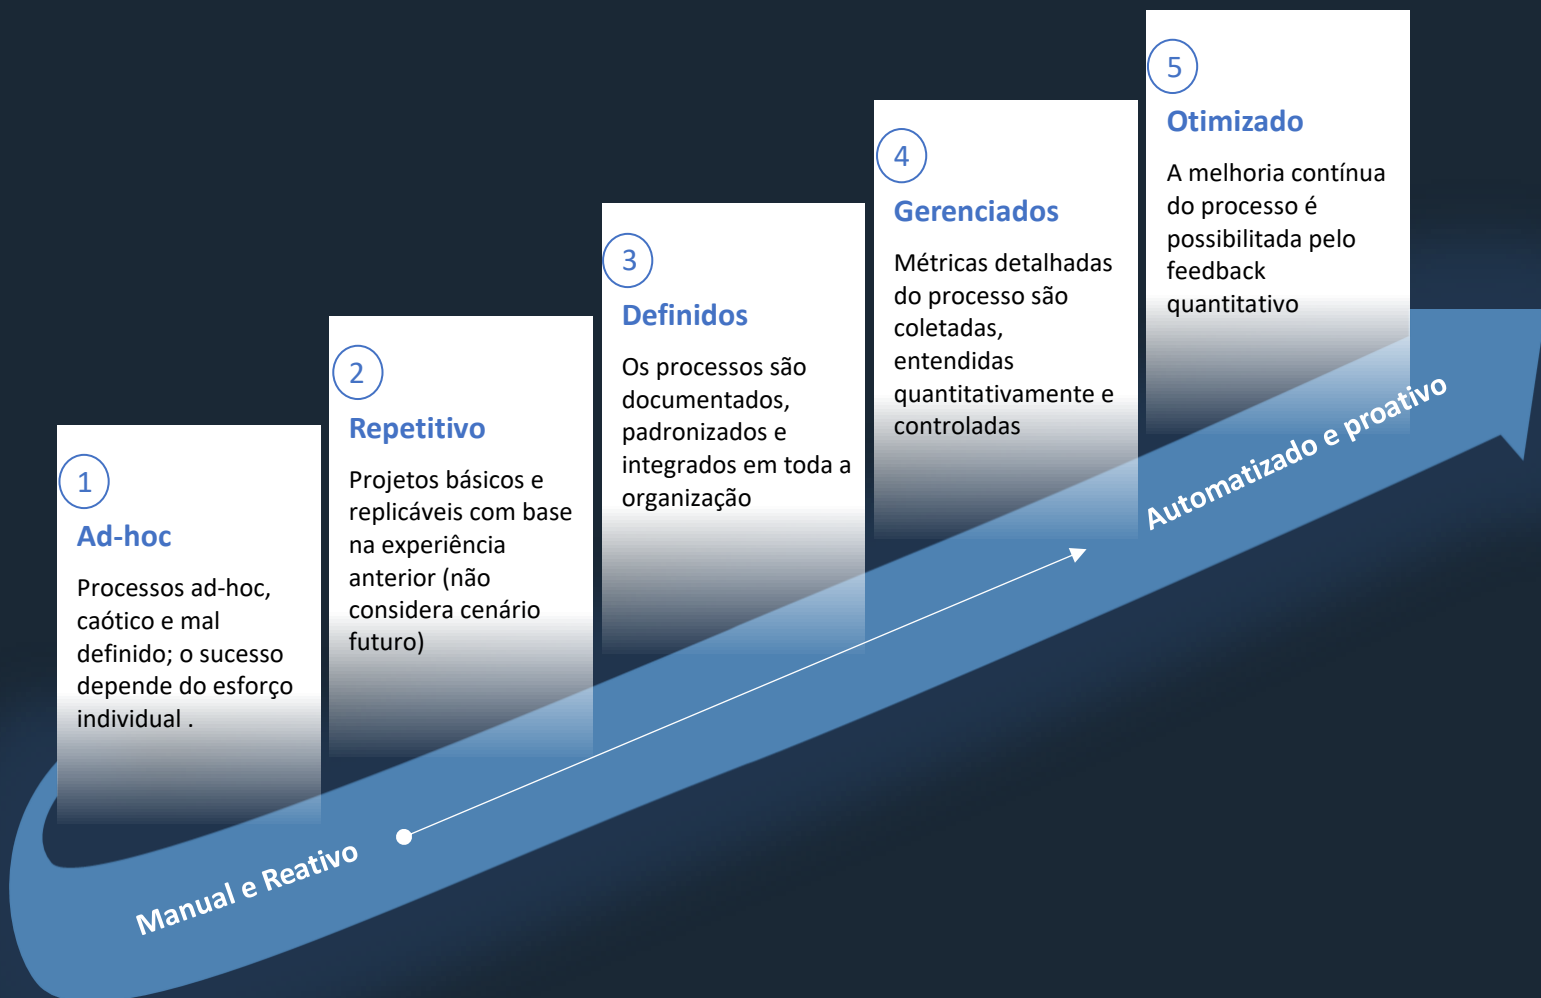 1
Ad-hoc
Processos ad-hoc,
caótico e mal
definido; o sucesso
depende do esforço
individual .
2
Repetitivo
Projetos básicos e
replicáveis com base
na experiência
anterior (não
considera cenário
futuro)
3
Definidos
Os processos são
documentados,
padronizados e
integrados em toda a
organização
4
Gerenciados
Métricas detalhadas
do processo são
coletadas,
entendidas
quantitativamente e
controladas
5
Otimizado
A melhoria contínua
do processo é
possibilitada pelo
feedback
quantitativo
Manual e Reativo
Automatizado e proativo